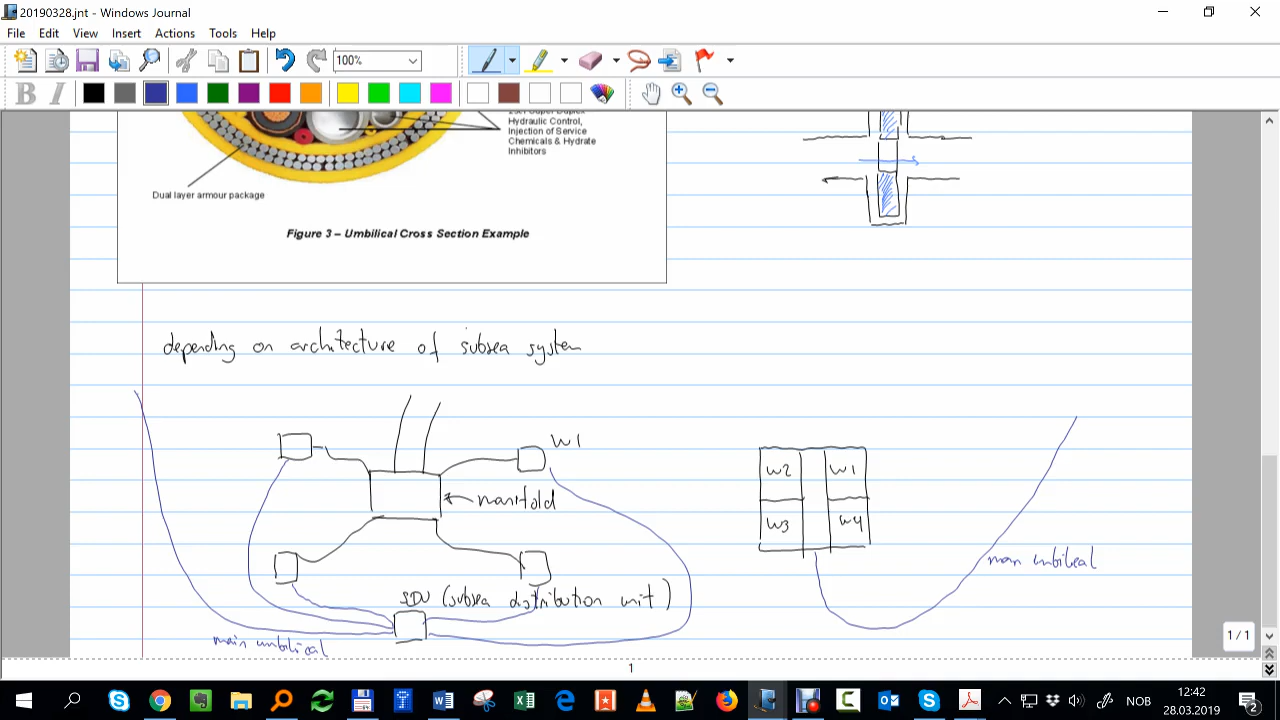 20190328.jnt - Windows Journal
File Edit View Insert Actions Tools Help
100%
B I
Hydraulic Control,
Injection of Service
Chemicals & Hydrate
Inhibitors
Dual layer armour package
Figure 3 – Umbilical Cross Section Example
depending on architecture of subsea system
W1
manifold
W2 W1
W3 W4
main umbilical
SDU (subsea distribution unit)
main umbilical
1 / 1
1
NOB
12:42
28.03.2019
2